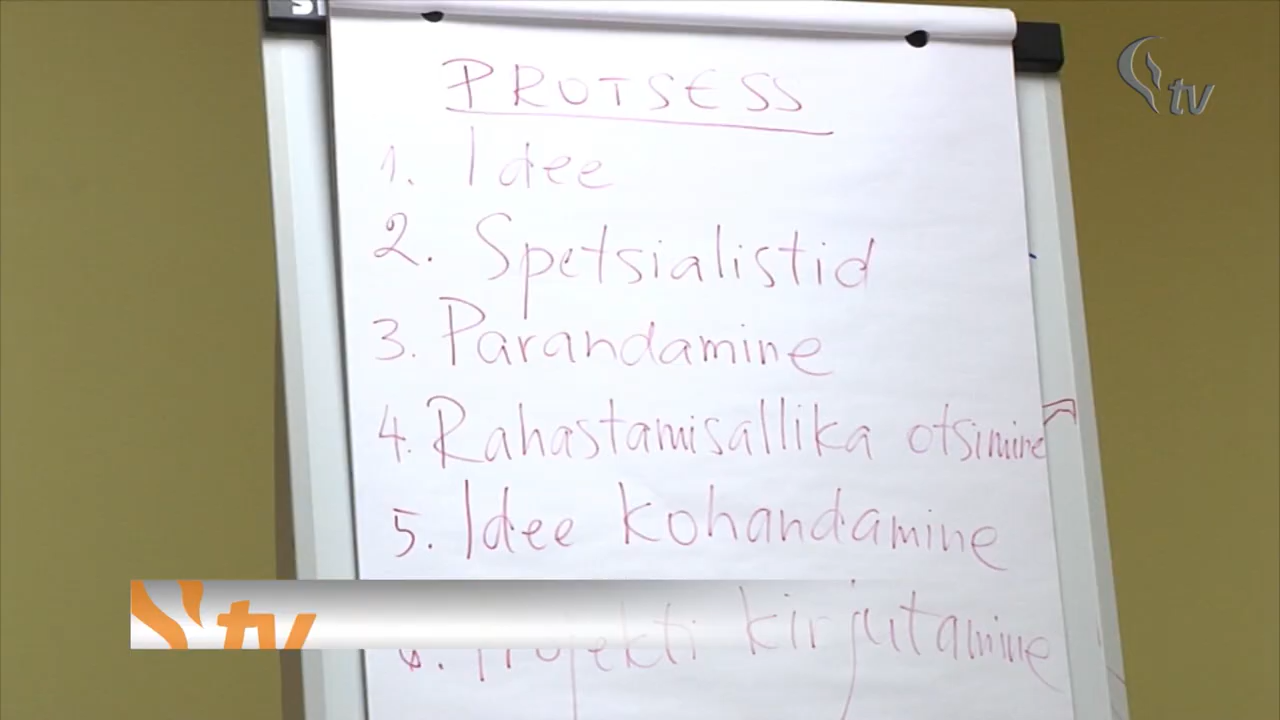 tv
PROTSESS
1. Idee
2. Spetsialistid
3. Parandamine
4. Rahastamisallika otsimine
5. Idee kohandamine
6. Projekti kirjutamine
tv